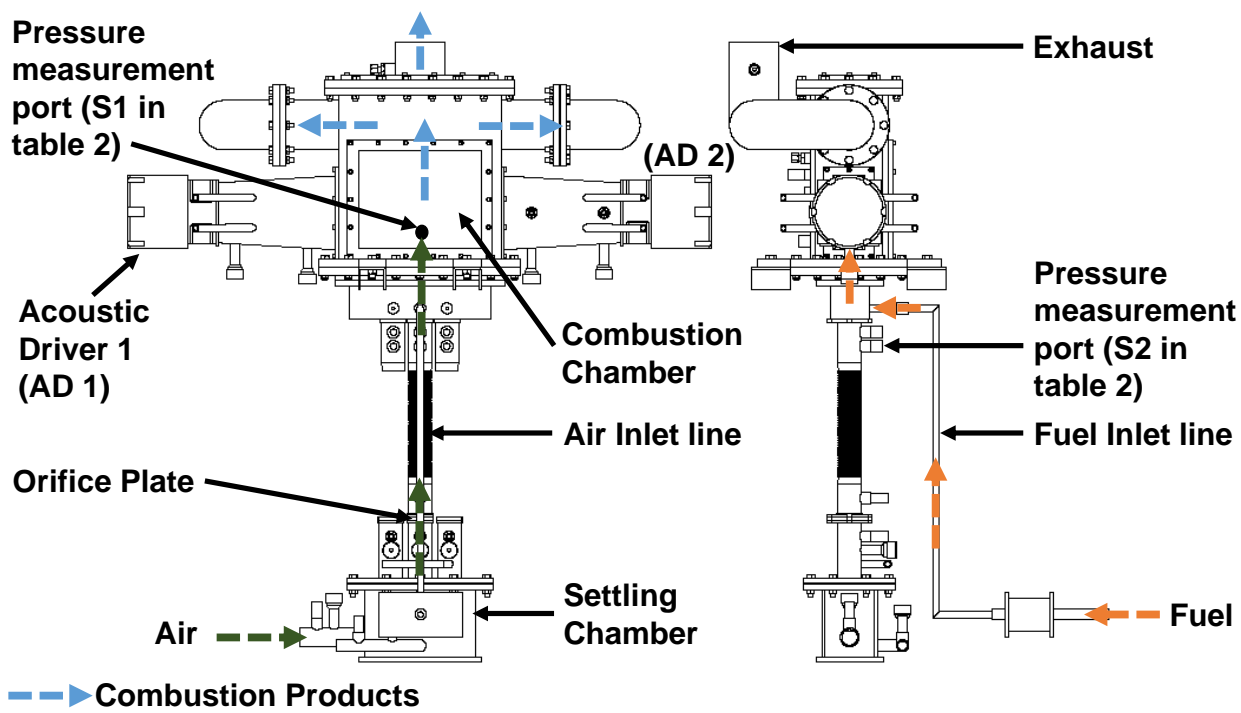 Pressure
measurement
port (S1 in
table 2)
Exhaust
(AD 2)
Acoustic
Driver 1
(AD 1)
Combustion
Chamber
Pressure
measurement
port (S2 in
table 2)
Air Inlet line
Fuel Inlet line
Orifice Plate
Settling
Chamber
Air
Fuel
Combustion Products